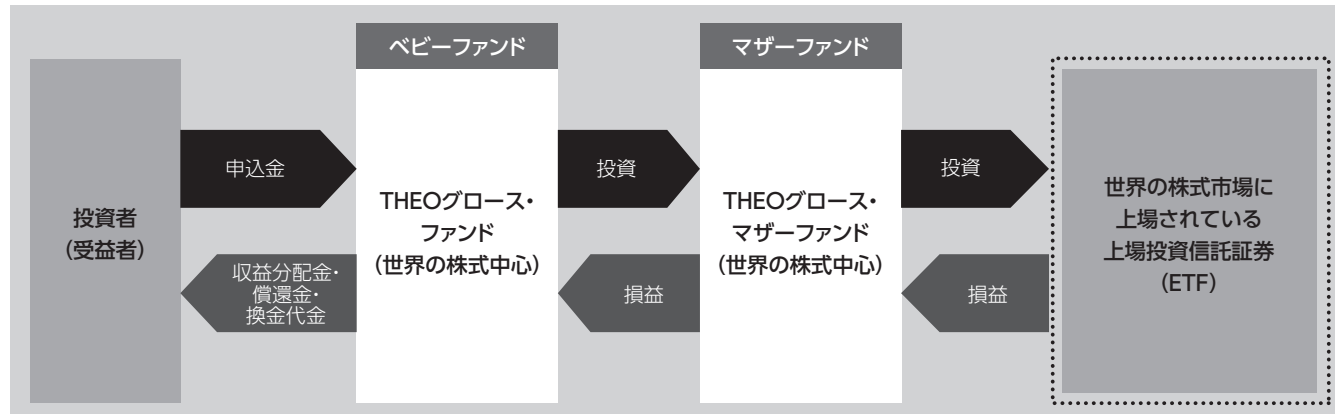 投資者
(受益者)
申込金
収益分配金・
償還金・
換金代金
ベビーファンド
THEOグロース・
ファンド
(世界の株式中心)
投資
損益
マザーファンド
THEOグロース・
マザーファンド
(世界の株式中心)
投資
損益
世界の株式市場に
上場されている
上場投資信託証券
(ETF)